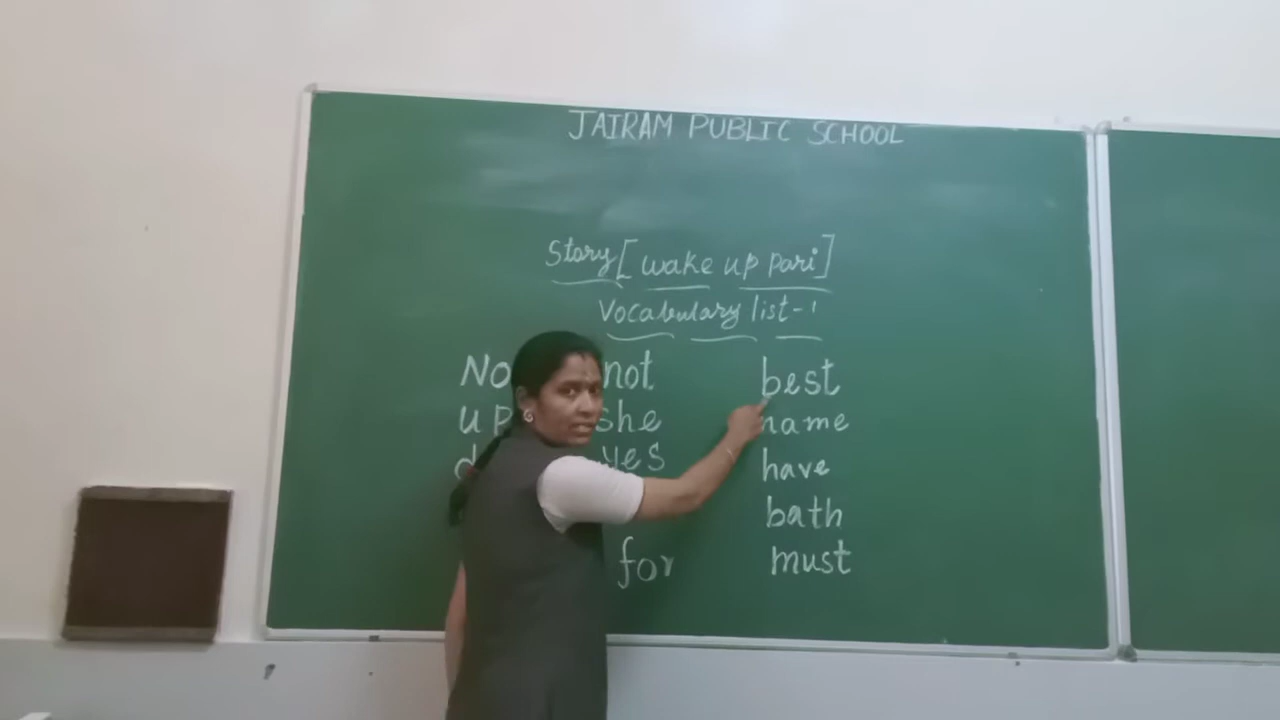 JAIRAM PUBLIC SCHOOL
Story [wake up pari]
Vocabulary list-1
No not best
up she name
yes have
bath
for must